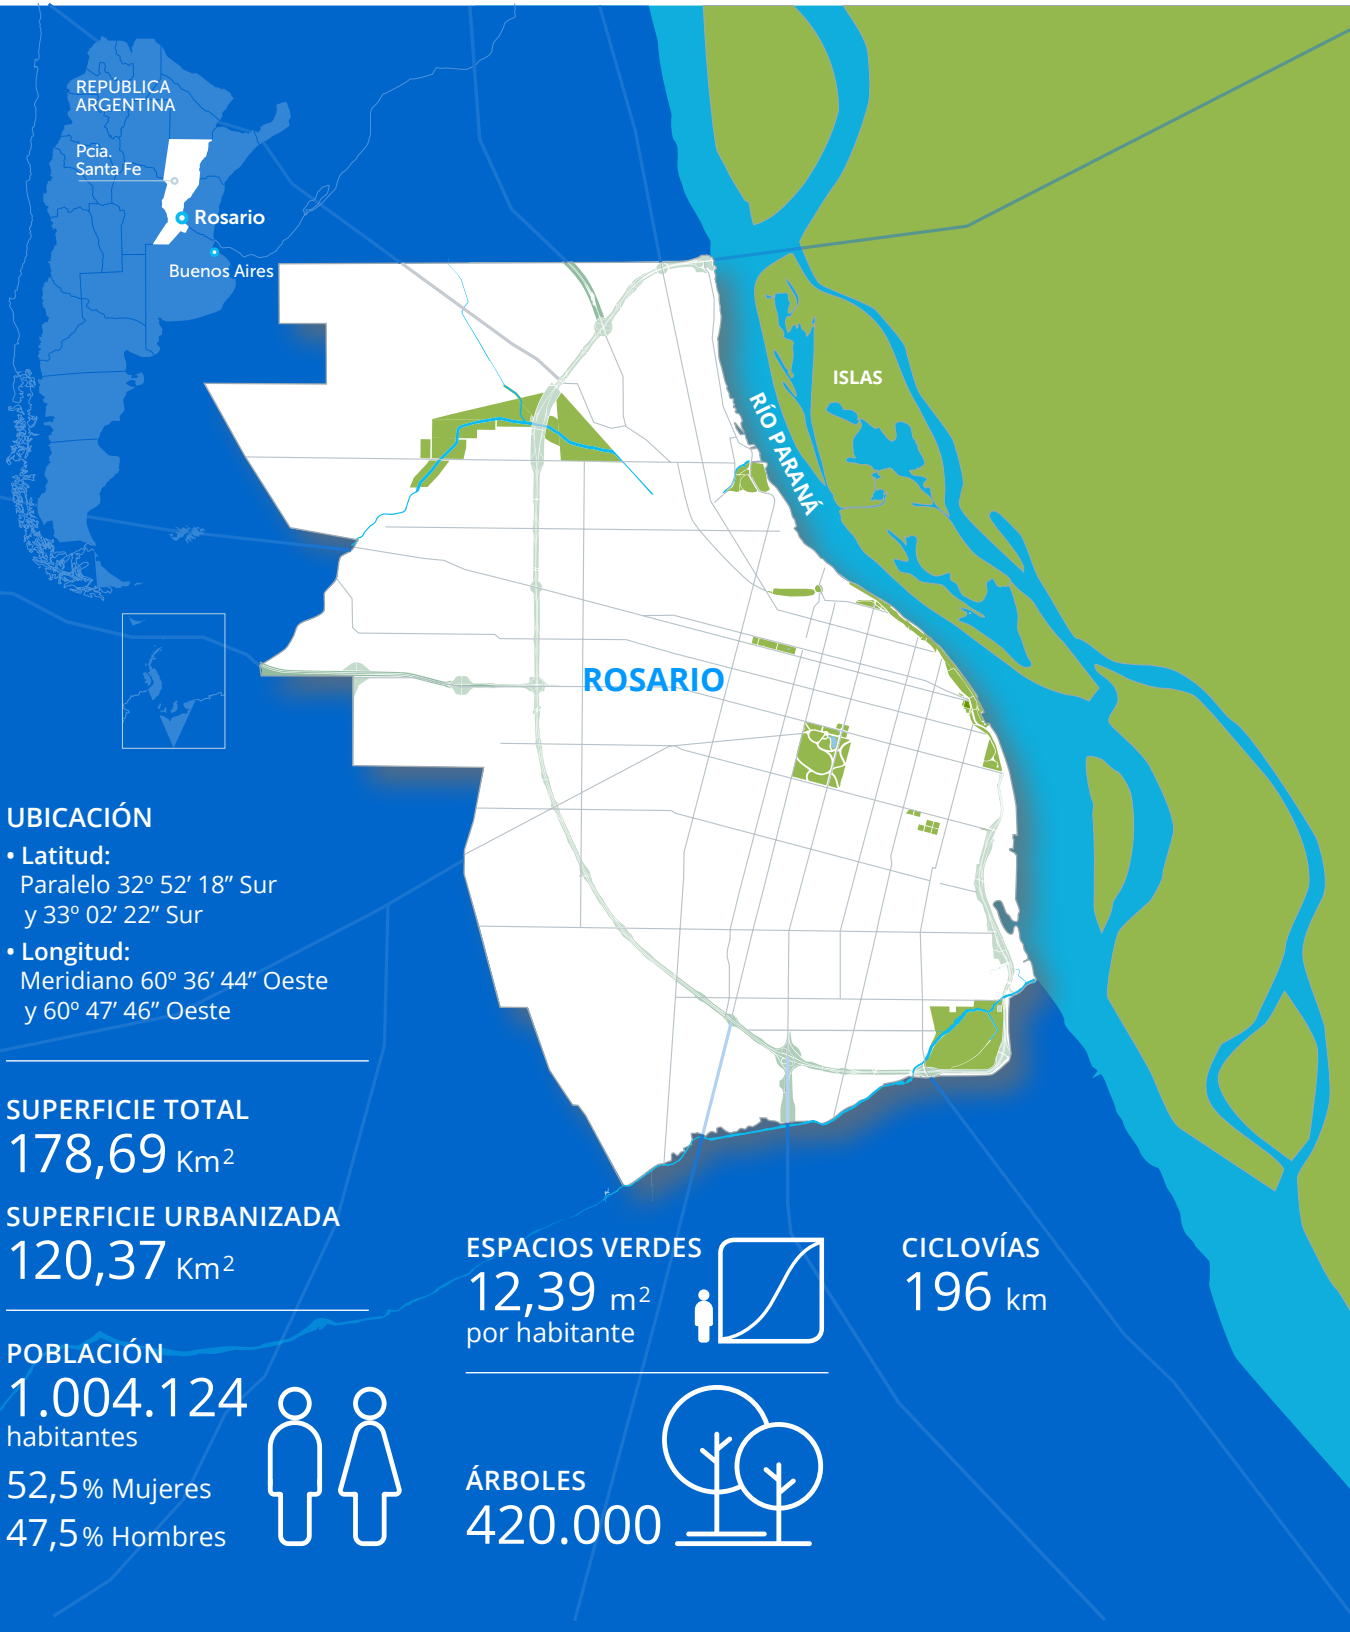 REPÚBLICA
ARGENTINA
Pcia.
Santa Fe
Rosario
Buenos Aires
ISLAS
RÍO PARANÁ
ROSARIO
UBICACIÓN
• Latitud:
Paralelo 32º 52’ 18” Sur
y 33º 02’ 22” Sur
• Longitud:
Meridiano 60º 36’ 44” Oeste
y 60º 47’ 46” Oeste
SUPERFICIE TOTAL
178,69 Km²
SUPERFICIE URBANIZADA
120,37 Km²
POBLACIÓN
1.004.124
habitantes
52,5% Mujeres
47,5% Hombres
ESPACIOS VERDES
12,39 m²
por habitante
ÁRBOLES
420.000
CICLOVÍAS
196 km